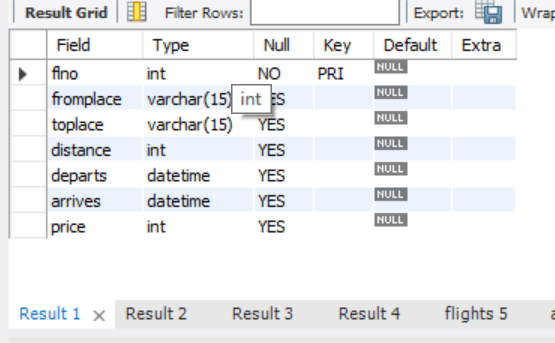 Result Grid Filter Rows: Export: Wrap
Field Type Null Key Default Extra
flno int NO PRI NULL
fromplace varchar(15) int ES NULL
toplace varchar(15) YES NULL
distance int YES NULL
departs datetime YES NULL
arrives datetime YES NULL
price int YES NULL
Result 1 × Result 2 Result 3 Result 4 flights 5